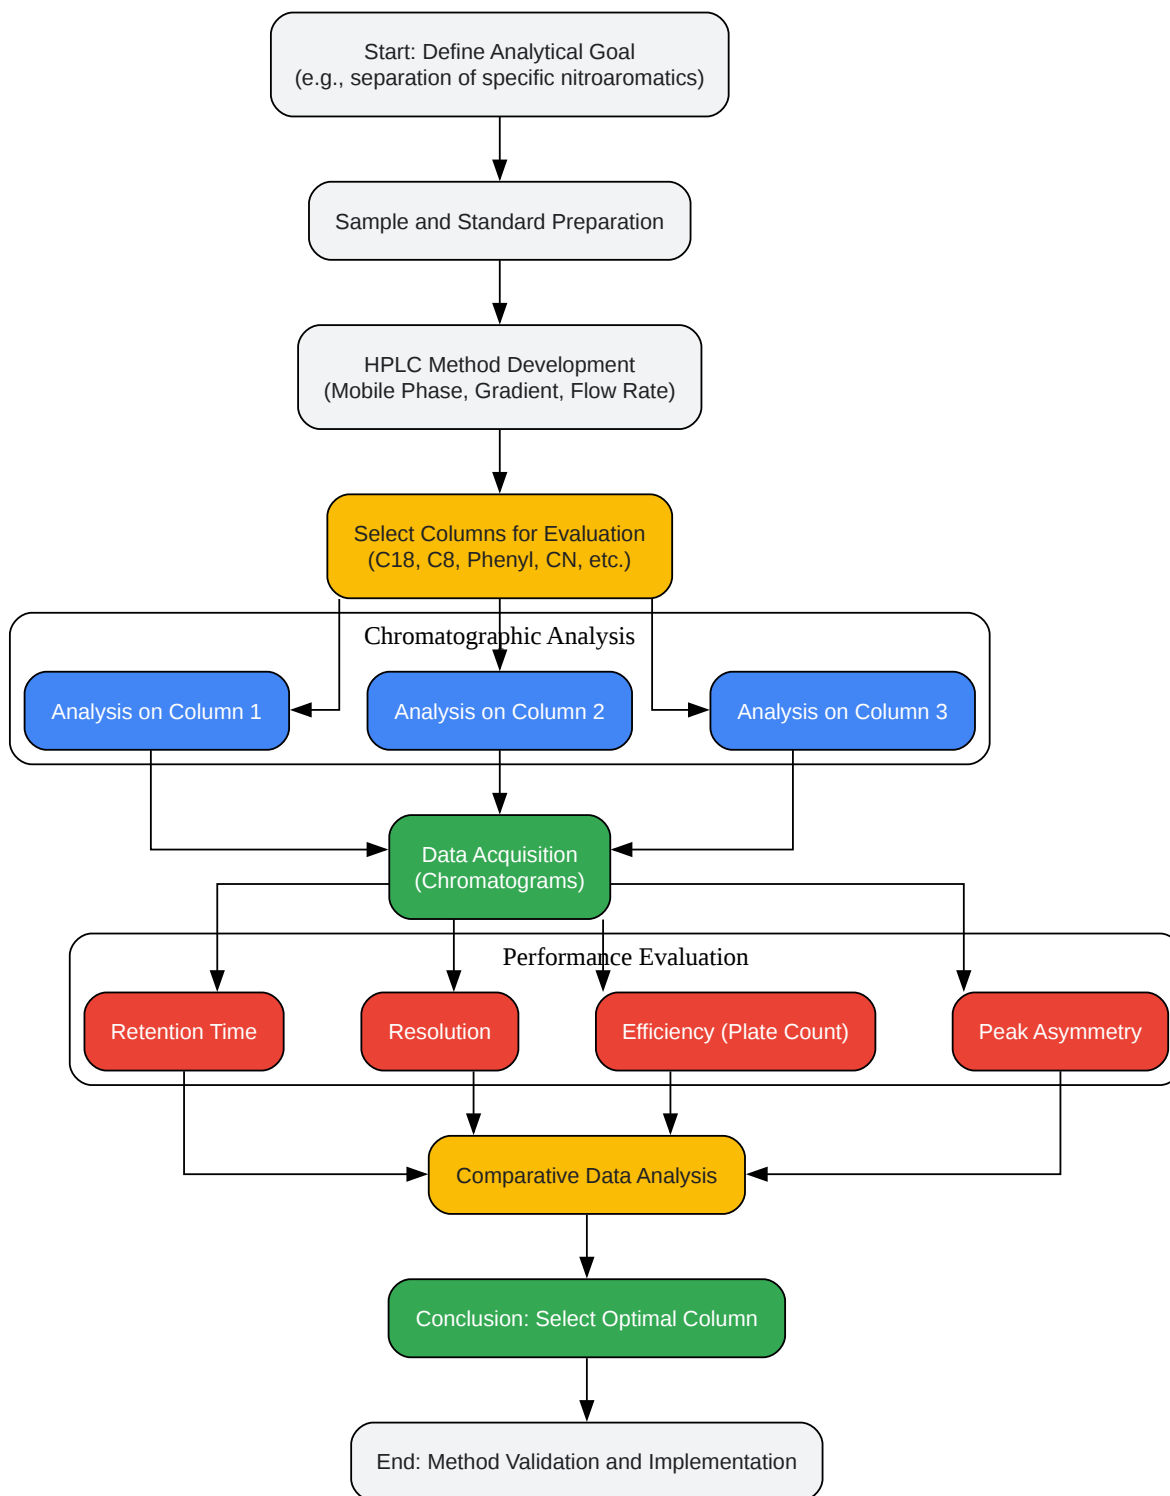 Start: Define Analytical Goal
(e.g., separation of specific nitroaromatics)
Sample and Standard Preparation
HPLC Method Development
(Mobile Phase, Gradient, Flow Rate)
Select Columns for Evaluation
(C18, C8, Phenyl, CN, etc.)
Chromatographic Analysis
Analysis on Column 1
Analysis on Column 2
Analysis on Column 3
Data Acquisition
(Chromatograms)
Performance Evaluation
Retention Time
Resolution
Efficiency (Plate Count)
Peak Asymmetry
Comparative Data Analysis
Conclusion: Select Optimal Column
End: Method Validation and Implementation